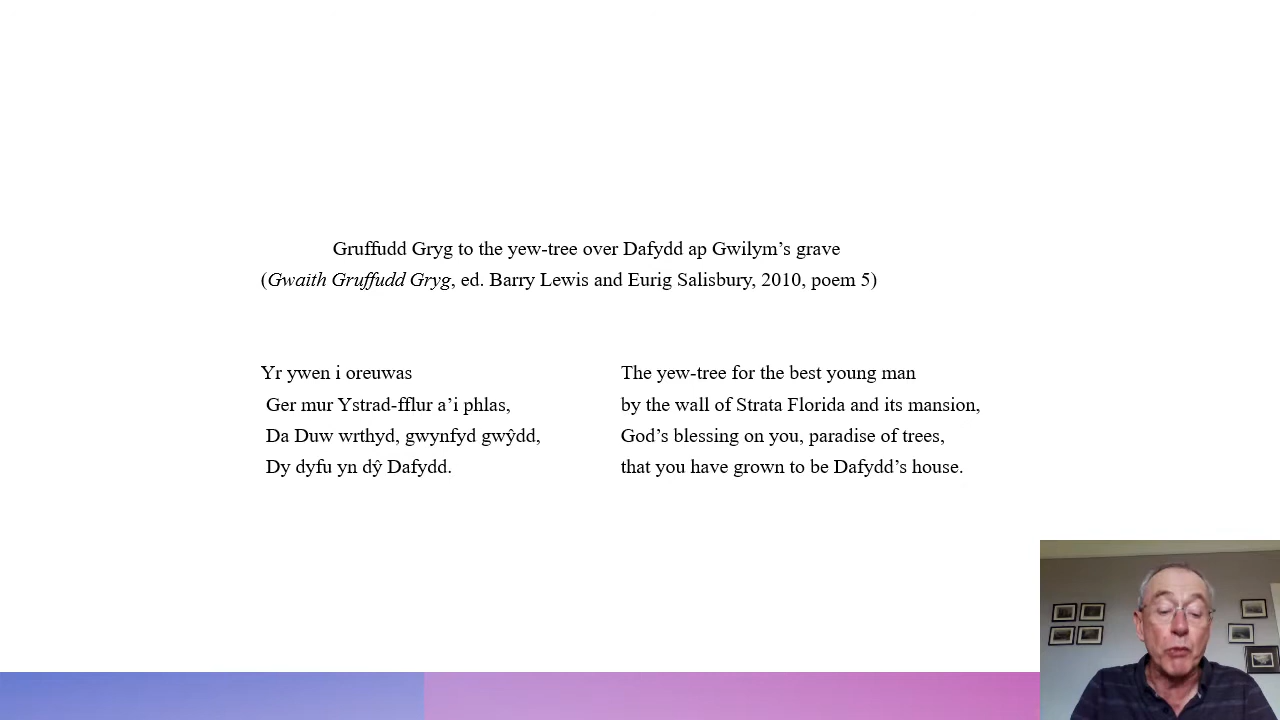 Gruffudd Gryg to the yew-tree over Dafydd ap Gwilym’s grave
(Gwaith Gruffudd Gryg, ed. Barry Lewis and Eurig Salisbury, 2010, poem 5)
Yr ywen i oreuwas
Ger mur Ystrad-fflur a’i phlas,
Da Duw wrthyd, gwynfyd gwŷdd,
Dy dyfu yn dŷ Dafydd.
The yew-tree for the best young man
by the wall of Strata Florida and its mansion,
God’s blessing on you, paradise of trees,
that you have grown to be Dafydd’s house.